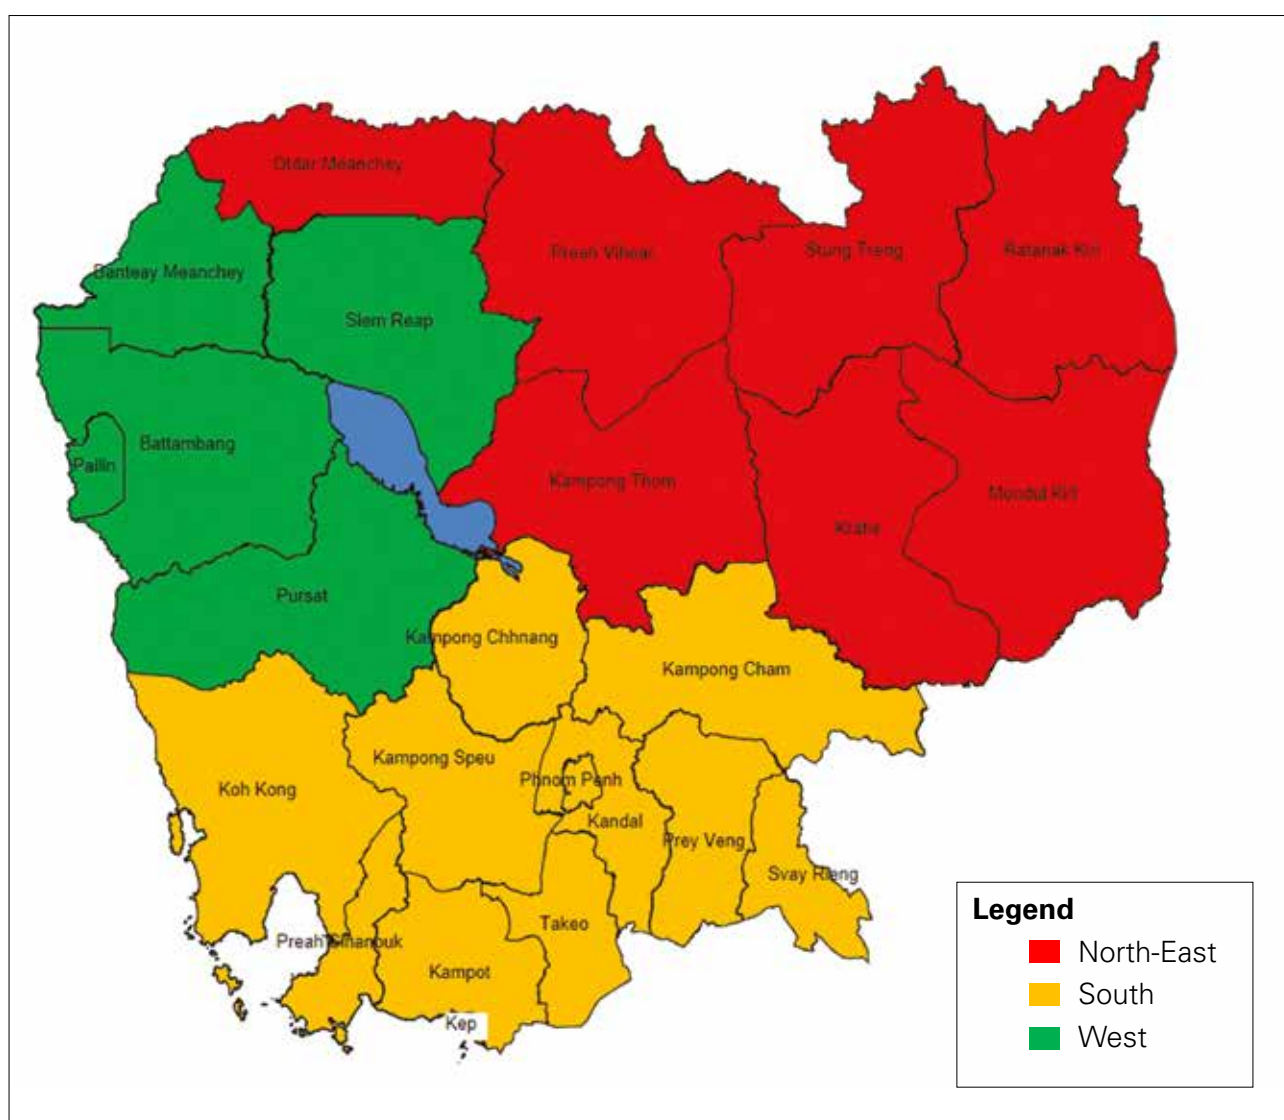 Otdar Meanchey
Preah Vihear
Stung Treng
Ratanak Kiri
Banteay Meanchey
Siem Reap
Battambang
Pailin
Kampong Thom
Kratie
Mondul Kiri
Pursat
Kampong Chhnang
Kampong Cham
Koh Kong
Kampong Speu
Phnom Penh
Kandal
Prey Veng
Svay Rieng
Takeo
Preah Sihanouk
Kampot
Kep
Legend
North-East
South
West